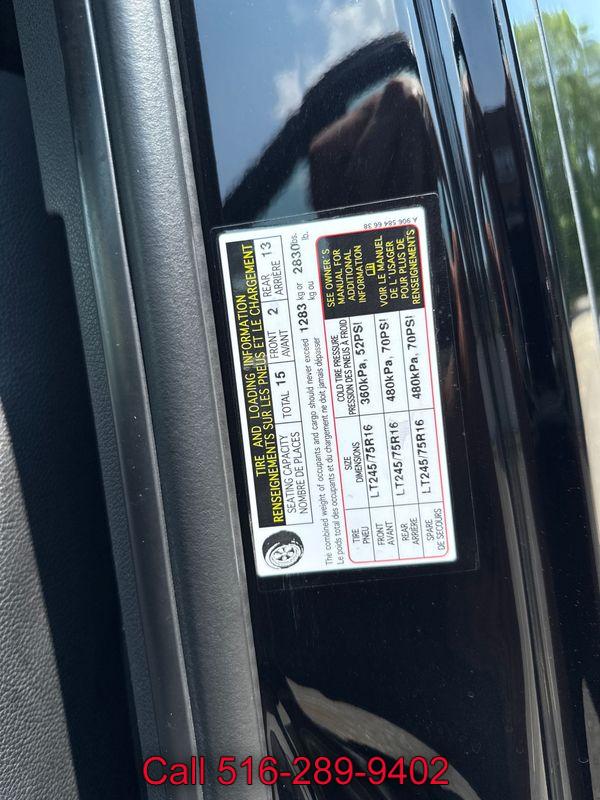 TIRE AND LOADING INFORMATION
RENSEIGNEMENTS SUR LES PNEUS ET LE CHARGEMENT
SEATING CAPACITY
NOMBRE DE PLACES
TOTAL 15
FRONT
AVANT
2
REAR
ARRIÈRE
13
The combined weight of occupants and cargo should never exceed 1283 kg or 2830lbs.
Le poids total des occupants et du chargement ne doit jamais dépasser kg ou lb.
TIRE
PNEU
SIZE
DIMENSIONS
COLD TIRE PRESSURE
PRESSION DES PNEUS À FROID
FRONT
AVANT
LT245/75R16
360kPa, 52PSI
REAR
ARRIÈRE
LT245/75R16
480kPa, 70PSI
SPARE
DE SECOURS
LT245/75R16
480kPa, 70PSI
SEE OWNER'S
MANUAL FOR
ADDITIONAL
INFORMATION
VOIR LE MANUEL
DE L'USAGER
POUR PLUS DE
RENSEIGNEMENTS
A 906 584 66 38
Call 516-289-9402